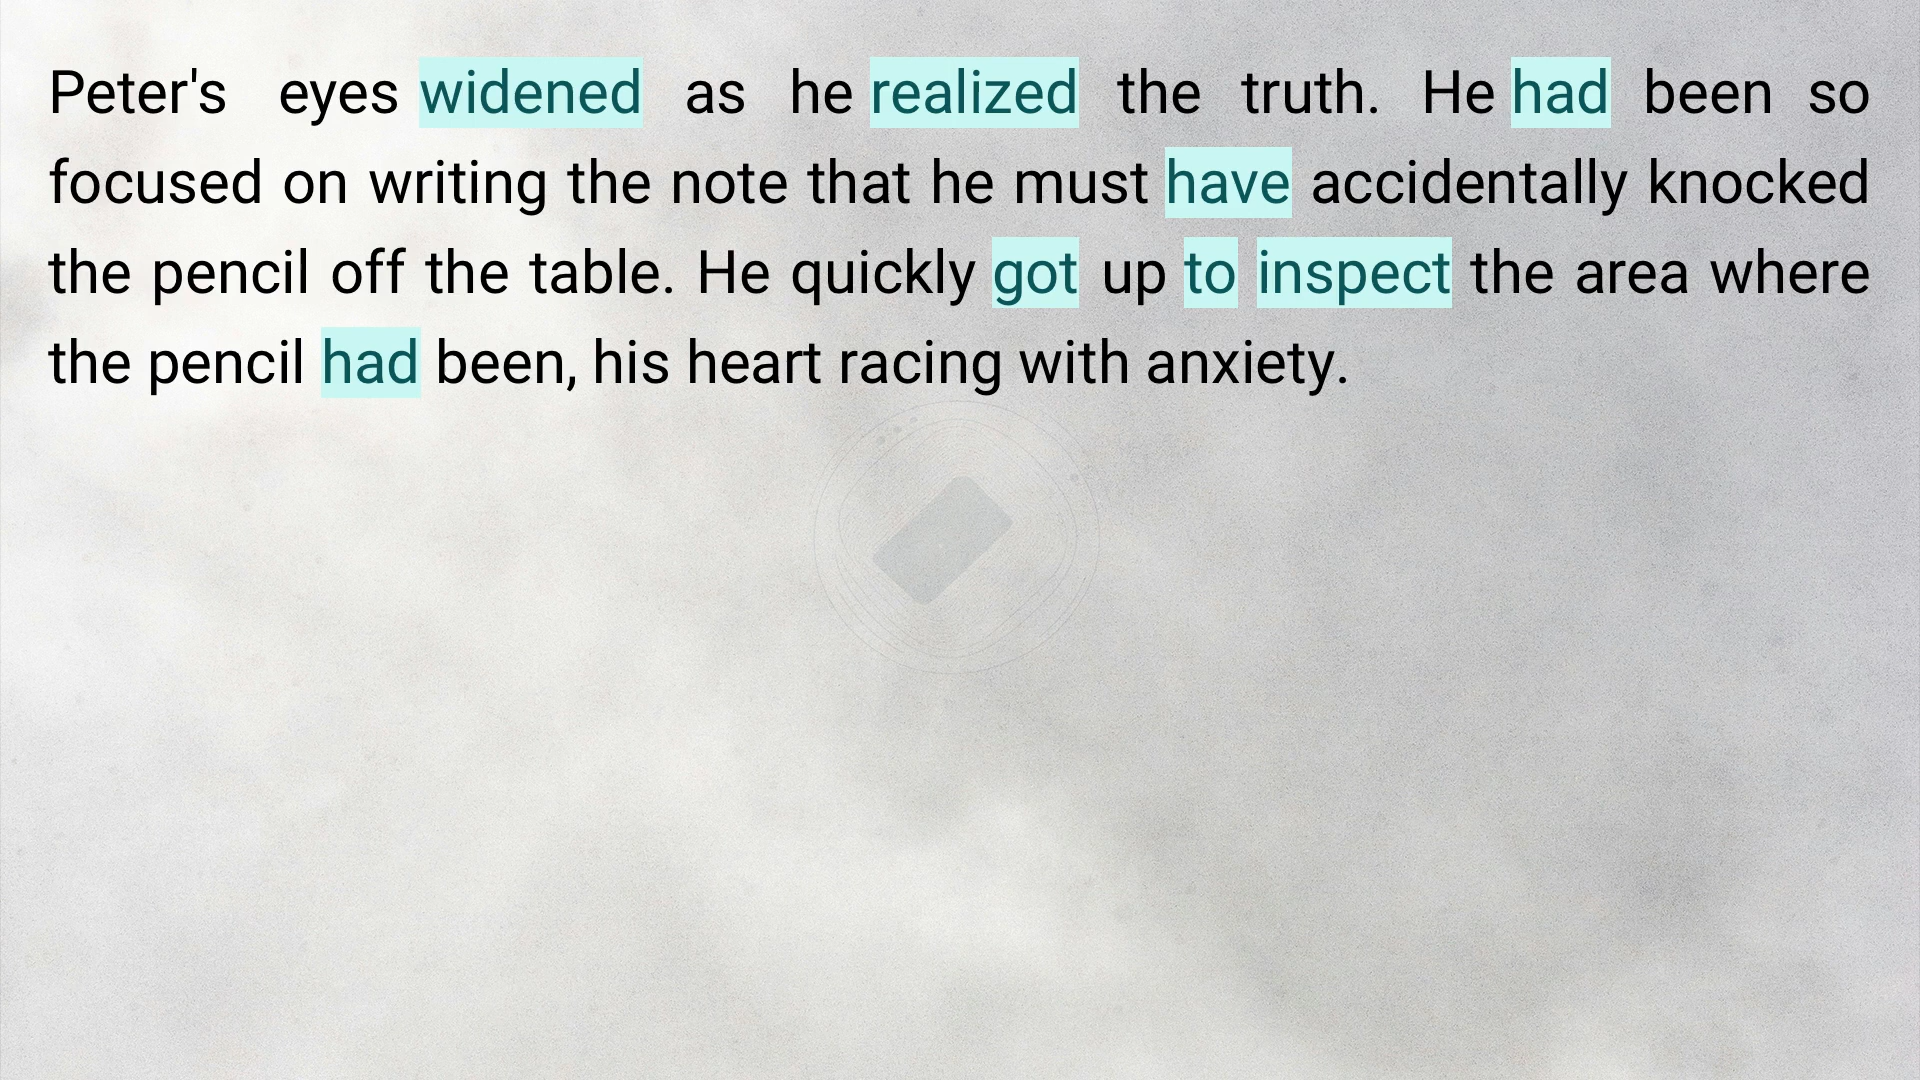 Peter's eyes widened as he realized the truth. He had been so
focused on writing the note that he must have accidentally knocked
the pencil off the table. He quickly got up to inspect the area where
the pencil had been, his heart racing with anxiety.